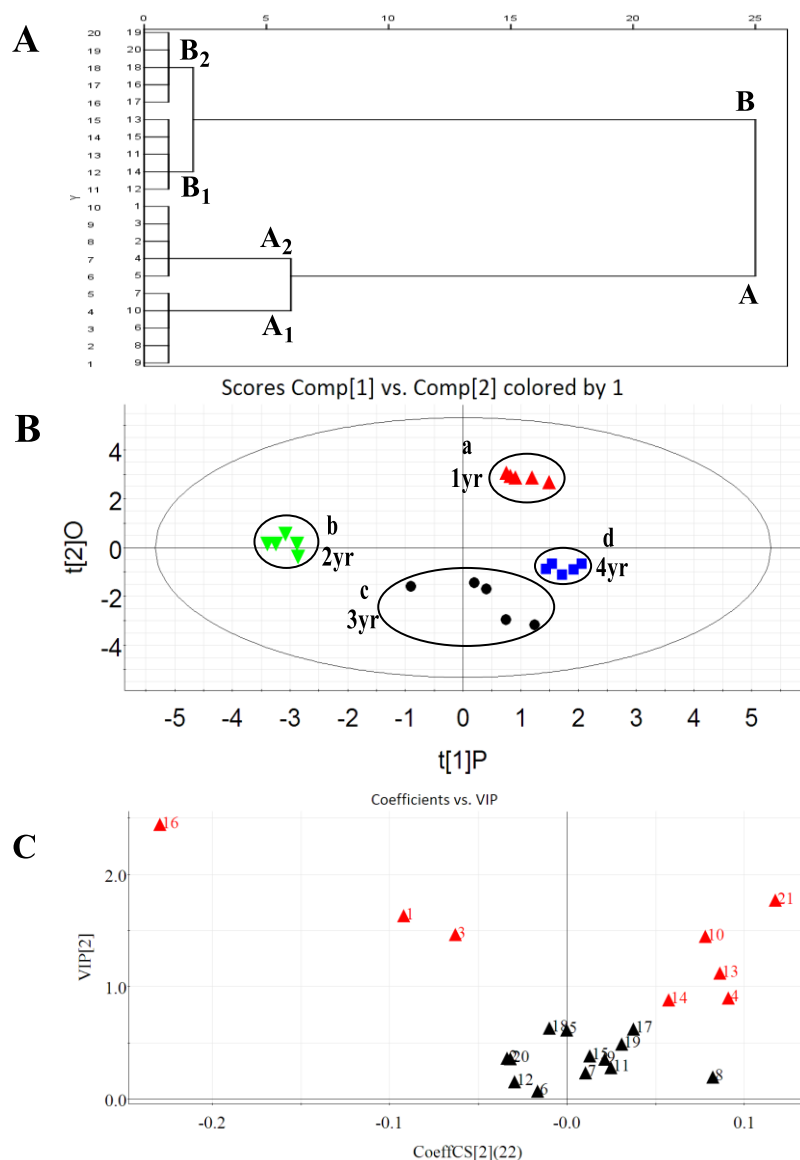 A
0 5 10 15 20 25
20 19
19 20
18 18 B2
17 16
16 17
15 13 B
14 15
13 11
12 14
11 12 B1
Y
10 1
9 3
8 2 A2
7 4
6 5 A
5 7
4 10
3 6 A1
2 8
1 9
Scores Comp[1] vs. Comp[2] colored by 1
B
4 a
2 1yr
0 b d
2yr 4yr
-2 c
3yr
-4
t[2]O
-5 -4 -3 -2 -1 0 1 2 3 4 5
t[1]P
Coefficients vs. VIP
C
16
2.0
1 21
3 10
13
1.0 14 4
18 5 17
19
20 15 9
12 7 11 8
6
0.0
VIP[2]
-0.2 -0.1 -0.0 0.1
CoeffCS[2](22)